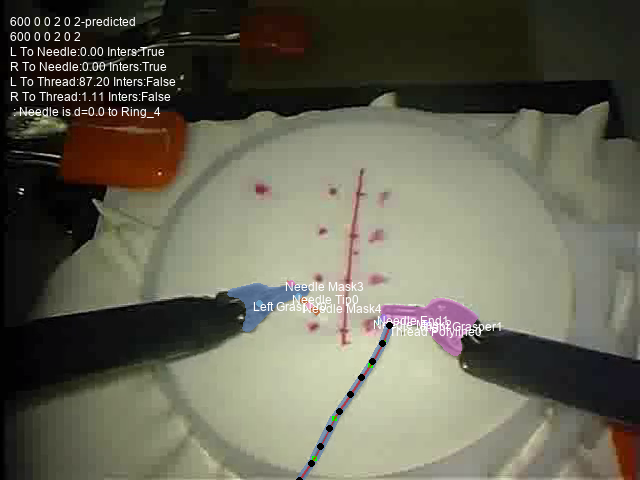 600 0 0 2 0 2-predicted
600 0 0 2 0 2
L To Needle:0.00 Inters:True
R To Needle:0.00 Inters:True
L To Thread:87.20 Inters:False
R To Thread:1.11 Inters:False
: Needle is d=0.0 to Ring_4
Needle Mask3
Needle Tip0
Left Grasper
Needle Mask4
Needle End1
Grasper1
Thread Polyline0